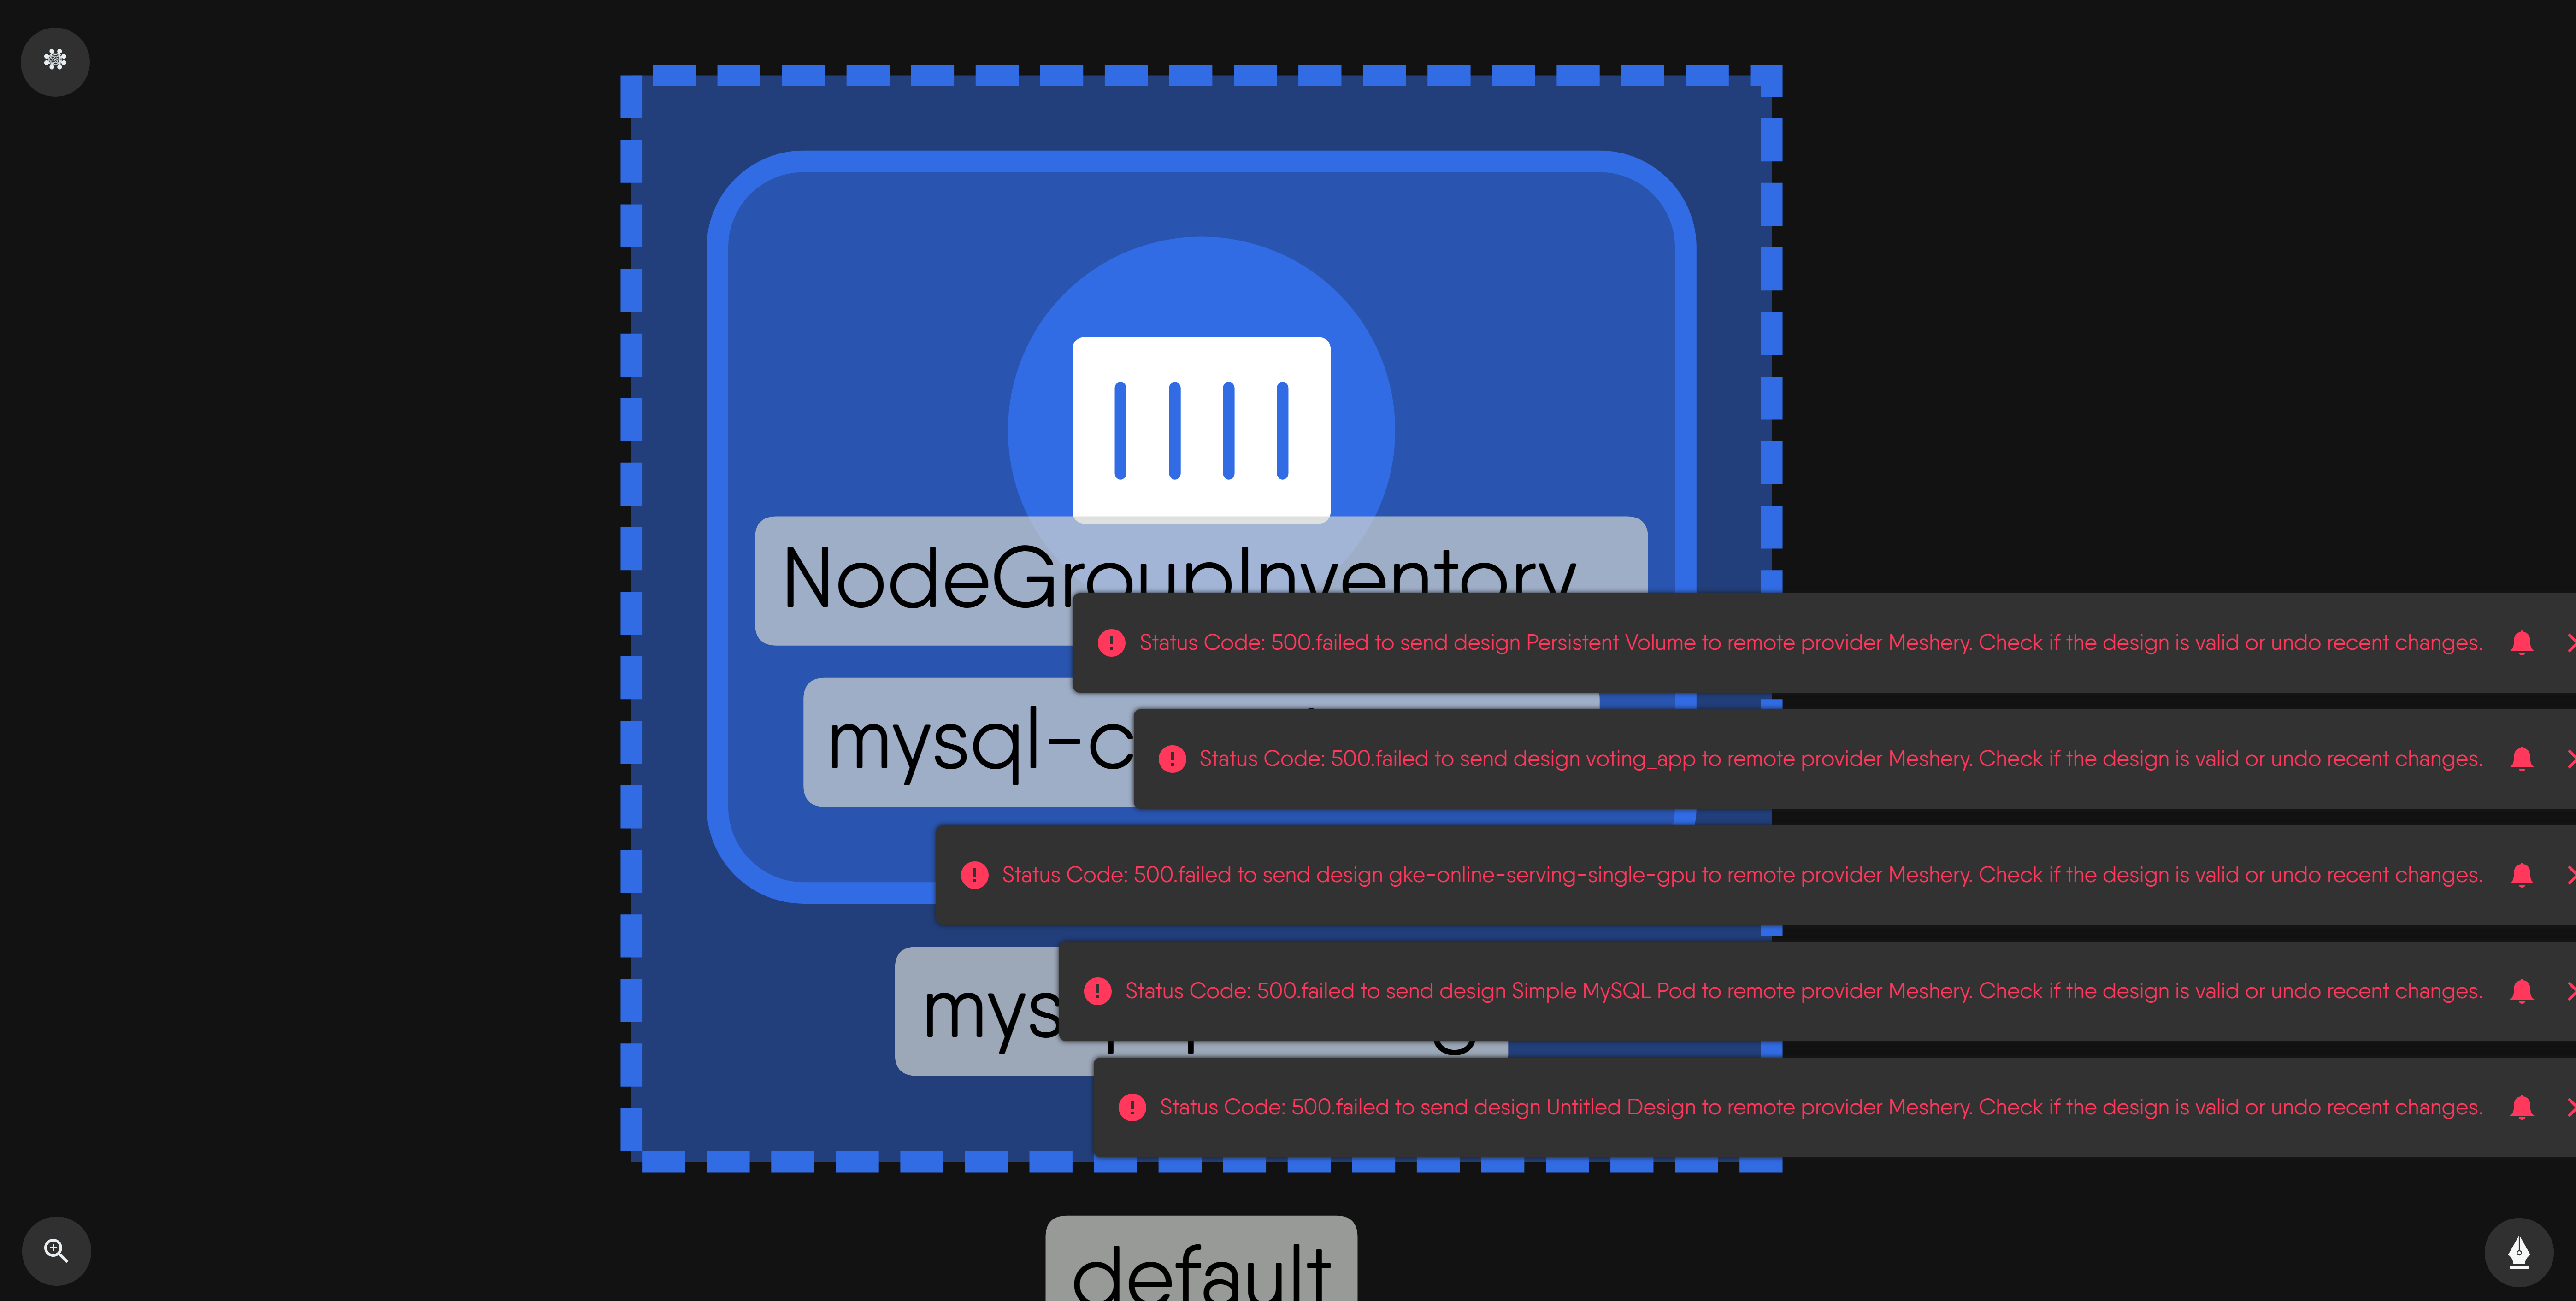 NodeGroupInventory
Status Code: 500.failed to send design Persistent Volume to remote provider Meshery. Check if the design is valid or undo recent changes.
Status Code: 500.failed to send design voting_app to remote provider Meshery. Check if the design is valid or undo recent changes.
Status Code: 500.failed to send design gke-online-serving-single-gpu to remote provider Meshery. Check if the design is valid or undo recent changes.
Status Code: 500.failed to send design Simple MySQL Pod to remote provider Meshery. Check if the design is valid or undo recent changes.
Status Code: 500.failed to send design Untitled Design to remote provider Meshery. Check if the design is valid or undo recent changes.
default